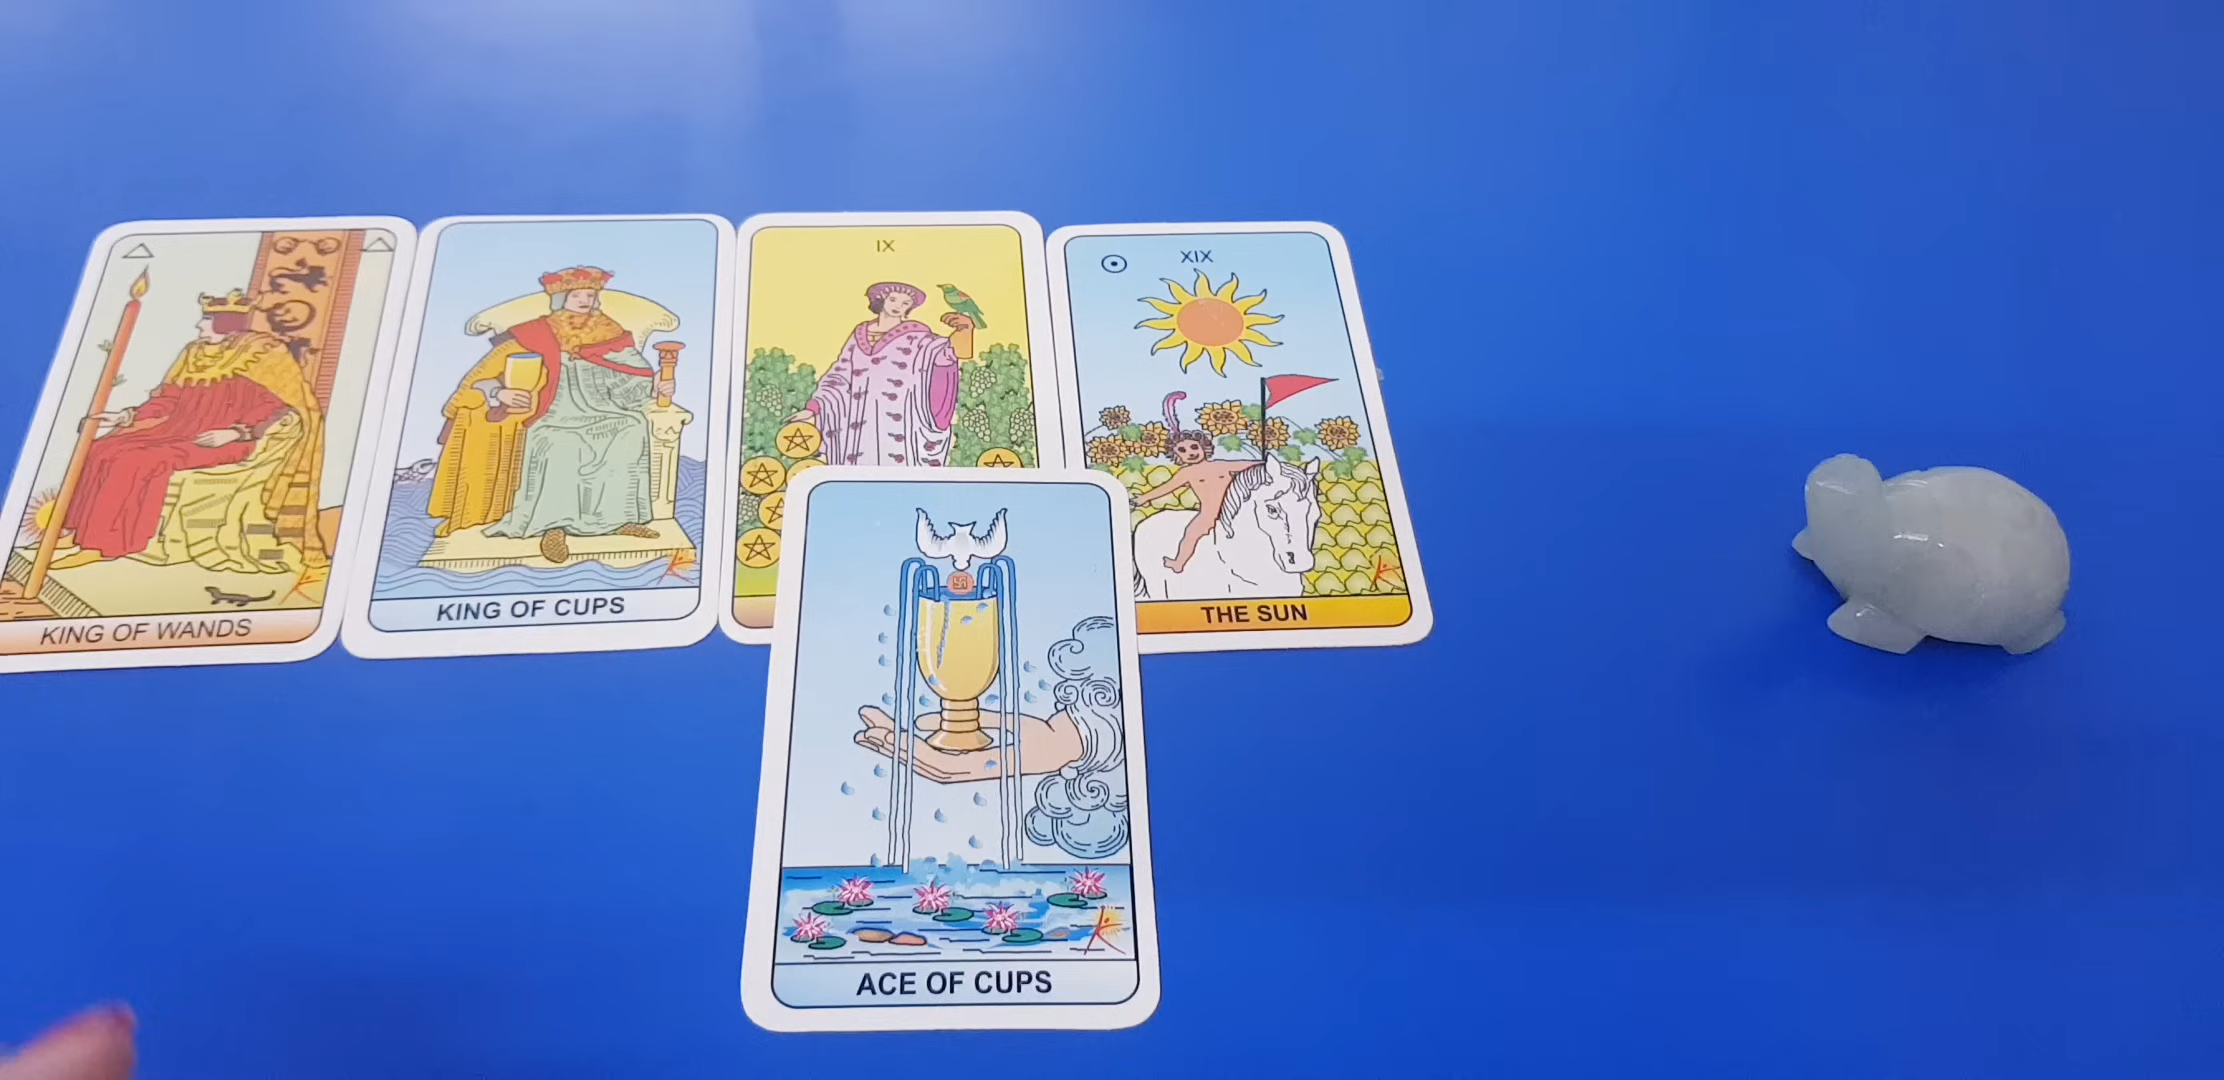 KING OF WANDS
KING OF CUPS
IX
XIX
THE SUN
ACE OF CUPS